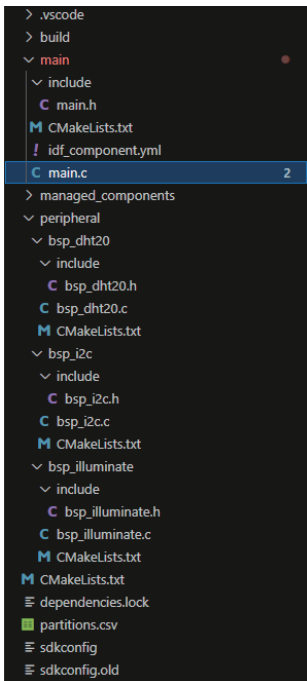 .vscode
build
main
include
C main.h
M CMakeLists.txt
! idf_component.yml
C main.c 2
managed_components
peripheral
bsp_dht20
include
C bsp_dht20.h
C bsp_dht20.c
M CMakeLists.txt
bsp_i2c
include
C bsp_i2c.h
C bsp_i2c.c
M CMakeLists.txt
bsp_illuminate
include
C bsp_illuminate.h
C bsp_illuminate.c
M CMakeLists.txt
M CMakeLists.txt
dependencies.lock
partitions.csv
sdkconfig
sdkconfig.old